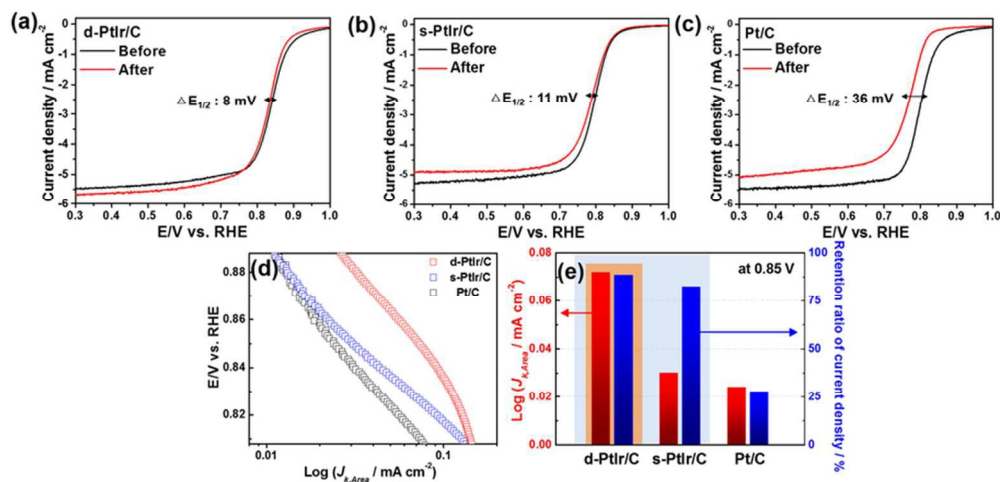 (a)
d-PtIr/C
Before
After
△E1/2 : 8 mV
Current density / mA cm-2
0
-1
-2
-3
-4
-5
-6
0.3 0.4 0.5 0.6 0.7 0.8 0.9 1.0
E/V vs. RHE
(b)
s-PtIr/C
Before
After
△E1/2 : 11 mV
Current density / mA cm-2
0
-1
-2
-3
-4
-5
-6
0.3 0.4 0.5 0.6 0.7 0.8 0.9 1.0
E/V vs. RHE
(c)
Pt/C
Before
After
△E1/2 : 36 mV
Current density / mA cm-2
0
-1
-2
-3
-4
-5
-6
0.3 0.4 0.5 0.6 0.7 0.8 0.9 1.0
E/V vs. RHE
(d)
d-PtIr/C
s-PtIr/C
Pt/C
E/V vs. RHE
0.88
0.86
0.84
0.82
0.01 0.1
Log (Jk,Area / mA cm-2)
(e)
at 0.85 V
Log (Jk,Area / mA cm-2)
0.08
0.06
0.04
0.02
0.00
Retention ratio of current density / %
100
75
50
25
0
d-PtIr/C s-PtIr/C Pt/C